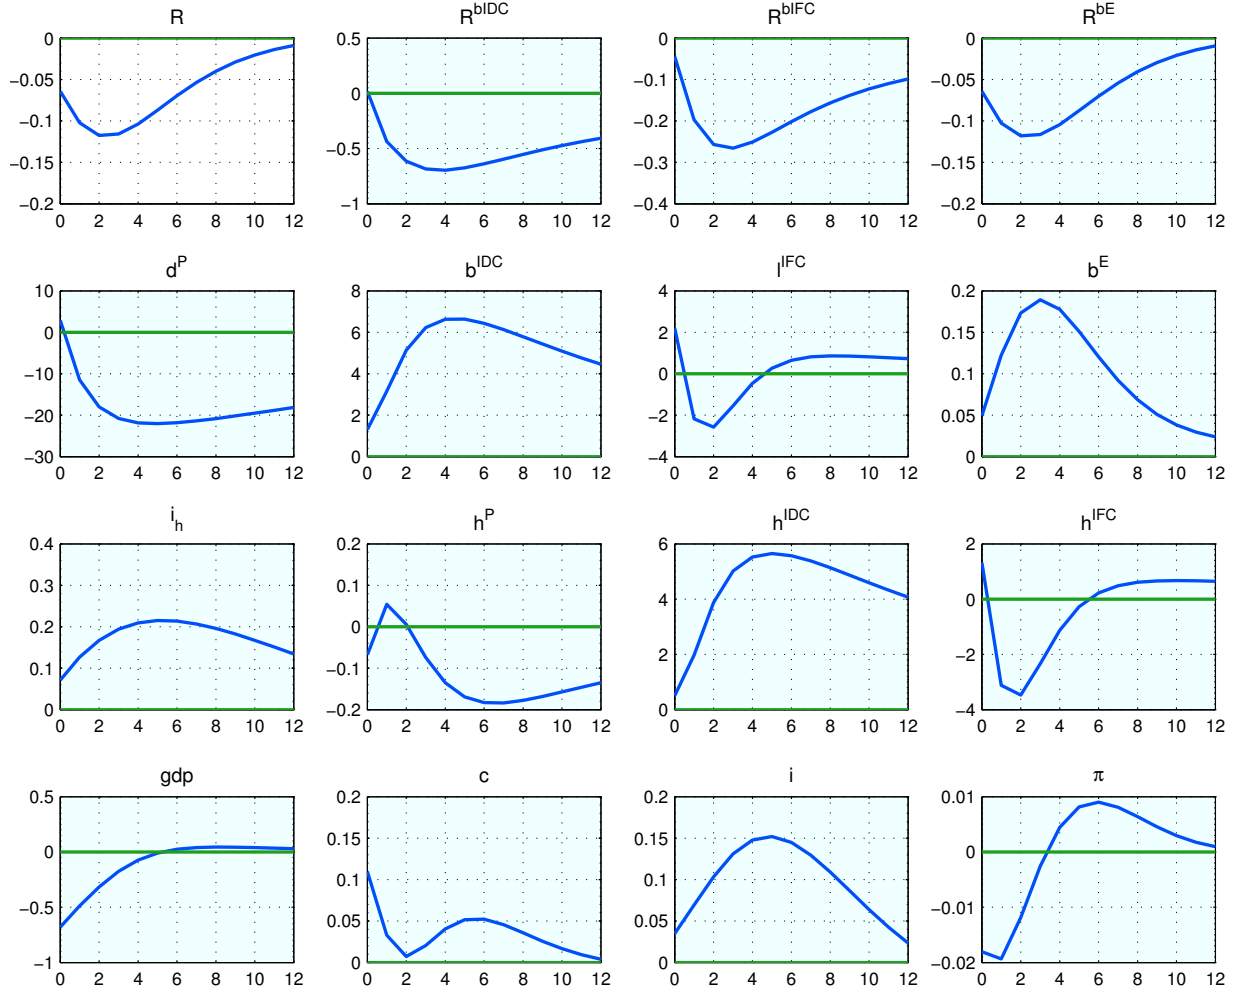 R R^bIDC R^bIFC R^bE
0 0.5 0 0
−0.05 0 −0.1 −0.05
−0.1 −0.5 −0.2 −0.1
−0.15 −0.3 −0.15
−0.2 −1 −0.4 −0.2
0 2 4 6 8 10 12 0 2 4 6 8 10 12 0 2 4 6 8 10 12 0 2 4 6 8 10 12
d^P b^IDC l^IFC b^E
10 8 4 0.2
0 6 2 0.15
−10 4 0 0.1
−20 2 −2 0.05
−30 0 −4 0
0 2 4 6 8 10 12 0 2 4 6 8 10 12 0 2 4 6 8 10 12 0 2 4 6 8 10 12
i_h h^P h^IDC h^IFC
0.4 0.2 6 2
0.3 0.1 4 0
0.2 0 2 −2
0.1 −0.1 0 −4
0 −0.2
0 2 4 6 8 10 12 0 2 4 6 8 10 12 0 2 4 6 8 10 12 0 2 4 6 8 10 12
gdp c i π
0.5 0.2 0.2 0.01
0 0.15 0.15 0
−0.5 0.1 0.1 −0.01
−1 0.05 0.05 −0.02
0 0
0 2 4 6 8 10 12 0 2 4 6 8 10 12 0 2 4 6 8 10 12 0 2 4 6 8 10 12